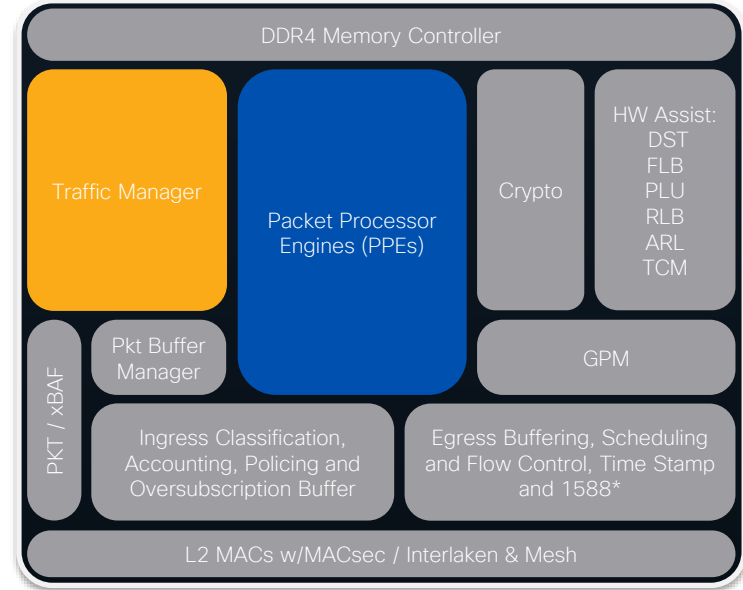 DDR4 Memory Controller
Traffic Manager
Packet Processor
Engines (PPEs)
Crypto
HW Assist:
DST
FLB
PLU
RLB
ARL
TCM
PKT / xBAF
Pkt Buffer
Manager
GPM
Ingress Classification,
Accounting, Policing and
Oversubscription Buffer
Egress Buffering, Scheduling
and Flow Control, Time Stamp
and 1588*
L2 MACs w/MACsec / Interlaken & Mesh